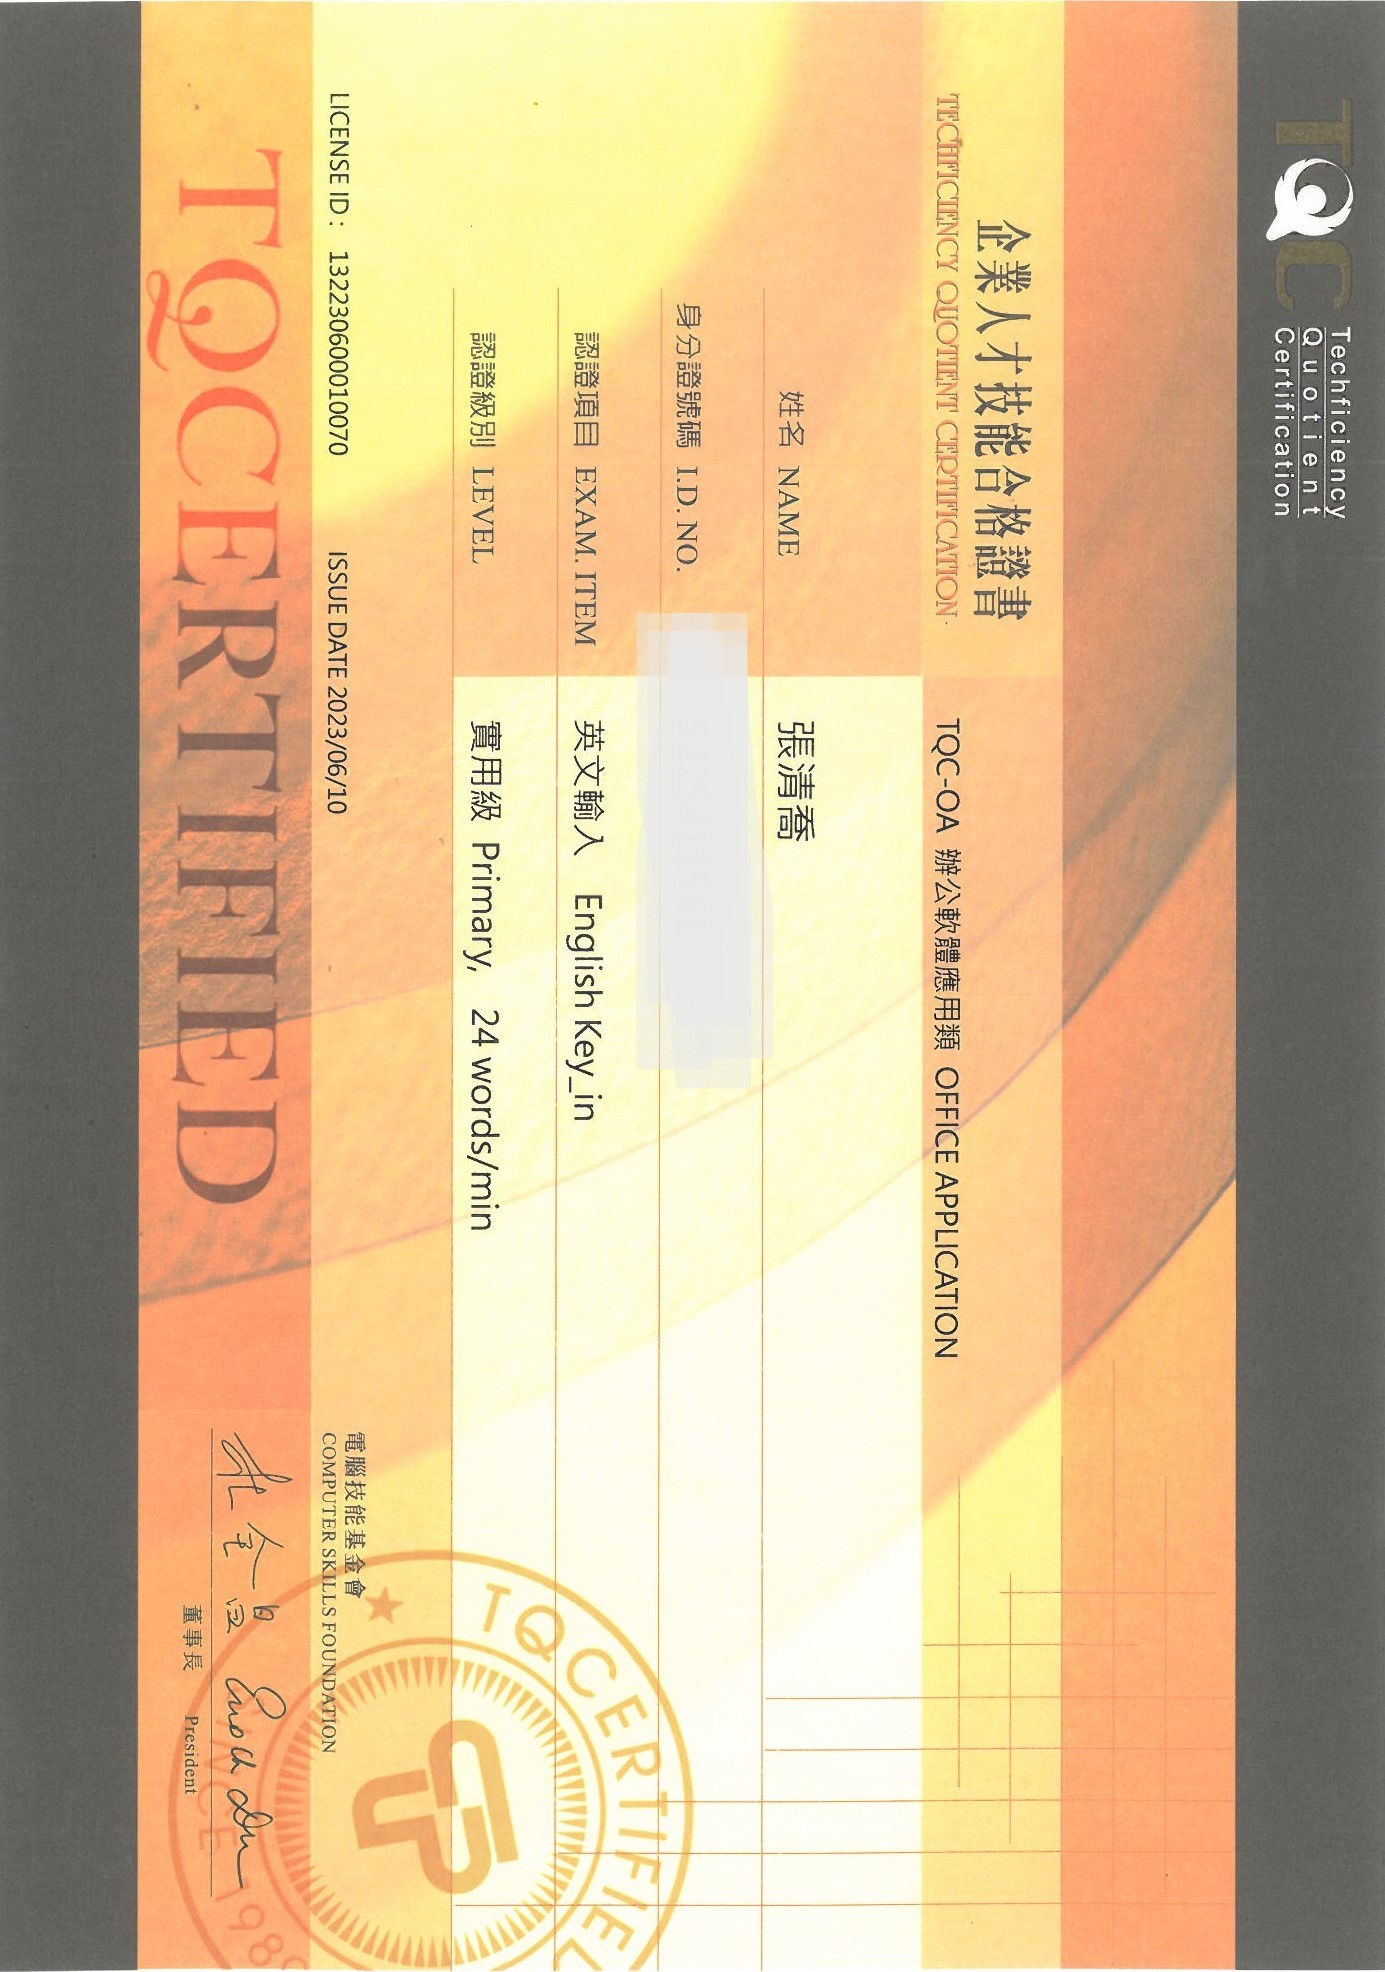 TQC
Techficiency
Quotient
Certification
企業人才技能合格證書
TECHFICIENCY QUOTIENT CERTIFICATION
TQC-OA 辦公軟體應用類 OFFICE APPLICATION
姓名 NAME 張清喬
身分證號碼 I.D. NO.
認證項目 EXAM. ITEM 英文輸入 English Key_in
認證級別 LEVEL 實用級 Primary, 24 words/min
LICENSE ID : 132230600010070 ISSUE DATE 2023/06/10
電腦技能基金會
COMPUTER SKILLS FOUNDATION
杜全昌 Enoch Du
董事長 President
TQCERTIFIED
TQCERTIFIED
SINCE 1989